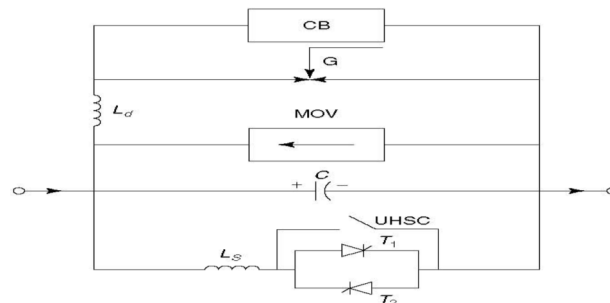 CB
G
L_d
MOV
+ C −
UHSC
L_S
T_1
T_2